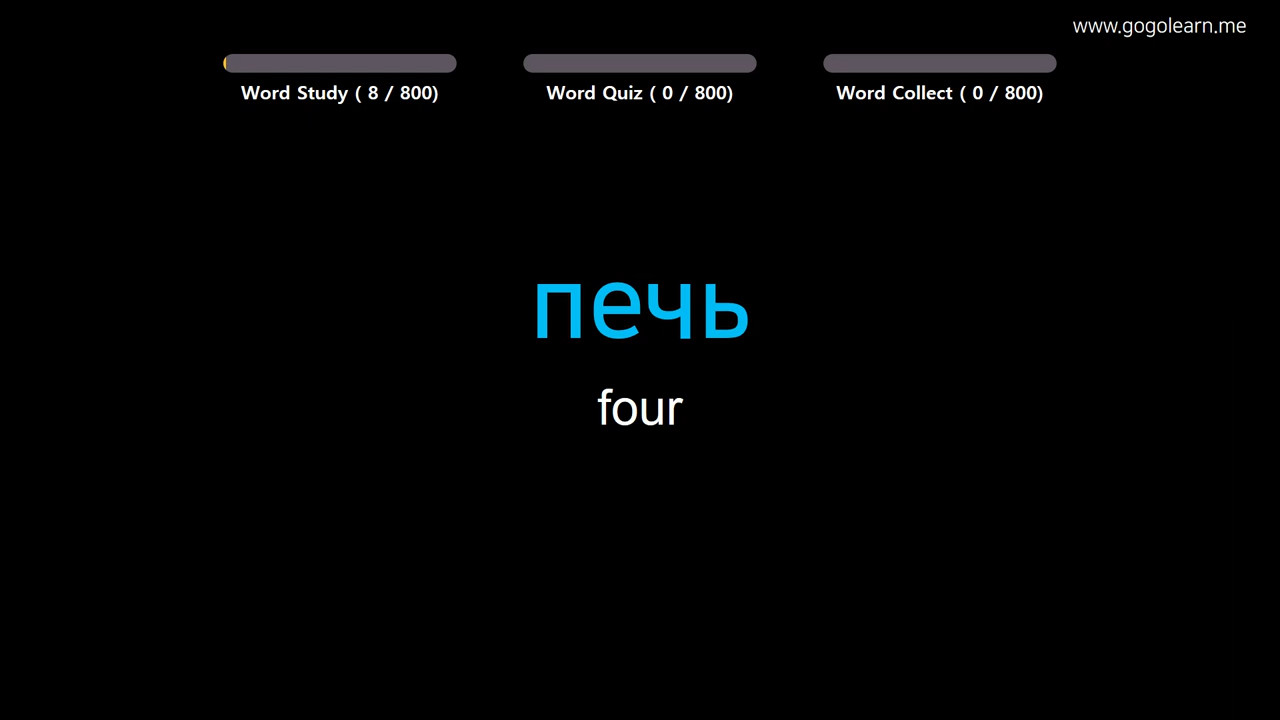 www.gogolearn.me
Word Study ( 8 / 800)
Word Quiz ( 0 / 800)
Word Collect ( 0 / 800)
печь
four